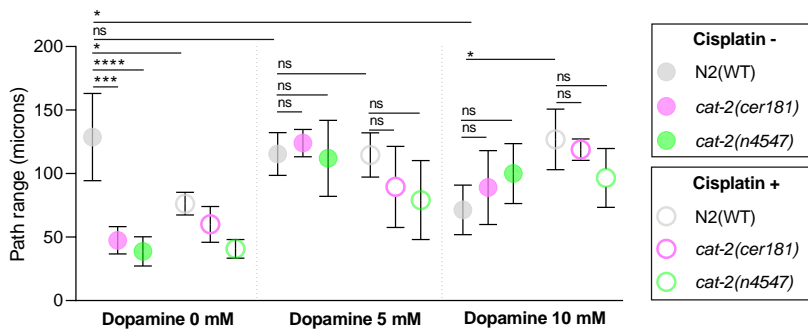 *
ns
*
****
***
ns
ns
ns
ns
ns
*
ns
ns
ns
ns
200
150
100
50
0
Path range (microns)
Dopamine 0 mM
Dopamine 5 mM
Dopamine 10 mM
Cisplatin -
N2(WT)
cat-2(cer181)
cat-2(n4547)
Cisplatin +
N2(WT)
cat-2(cer181)
cat-2(n4547)